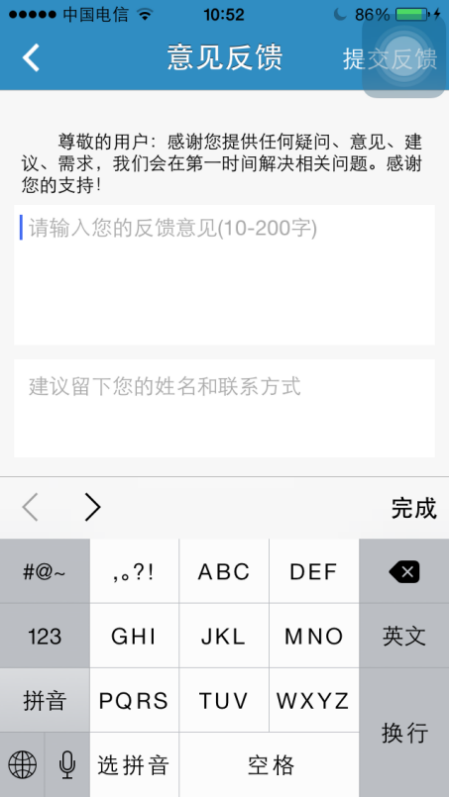 中国电信 10:52 86%
意见反馈 提交反馈
尊敬的用户：感谢您提供任何疑问、意见、建
议、需求，我们会在第一时间解决相关问题。感谢
您的支持！
请输入您的反馈意见(10-200字)
建议留下您的姓名和联系方式
完成
#@~ ,。?! ABC DEF
123 GHI JKL MNO 英文
拼音 PQRS TUV WXYZ 换行
选拼音 空格